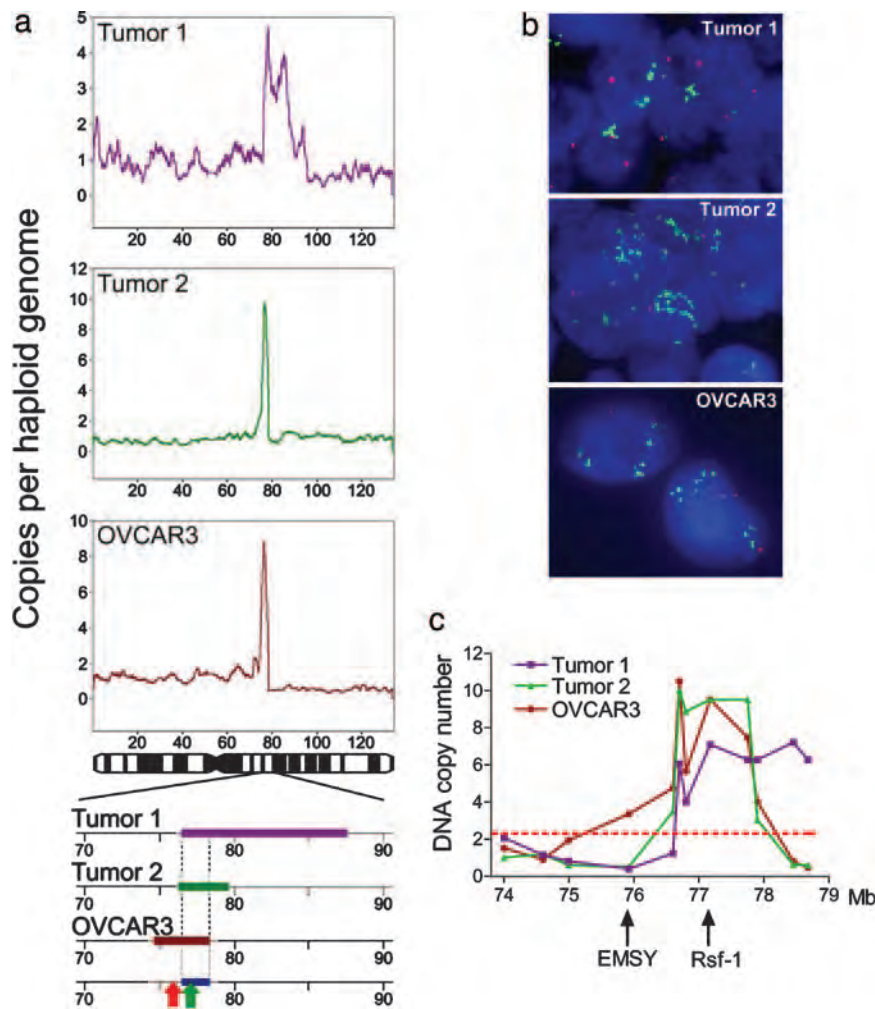 a
Tumor 1
5
4
3
2
1
0
20 40 60 80 100 120
Tumor 2
12
10
8
6
4
2
0
20 40 60 80 100 120
OVCAR3
10
8
6
4
2
0
20 40 60 80 100 120
Copies per haploid genome
Tumor 1
70 80 90
Tumor 2
70 80 90
OVCAR3
70 80 90
70 80 90
b
Tumor 1
Tumor 2
OVCAR3
c
Tumor 1
Tumor 2
OVCAR3
DNA copy number
12
10
8
6
4
2
0
74 75 76 77 78 79 Mb
EMSY Rsf-1